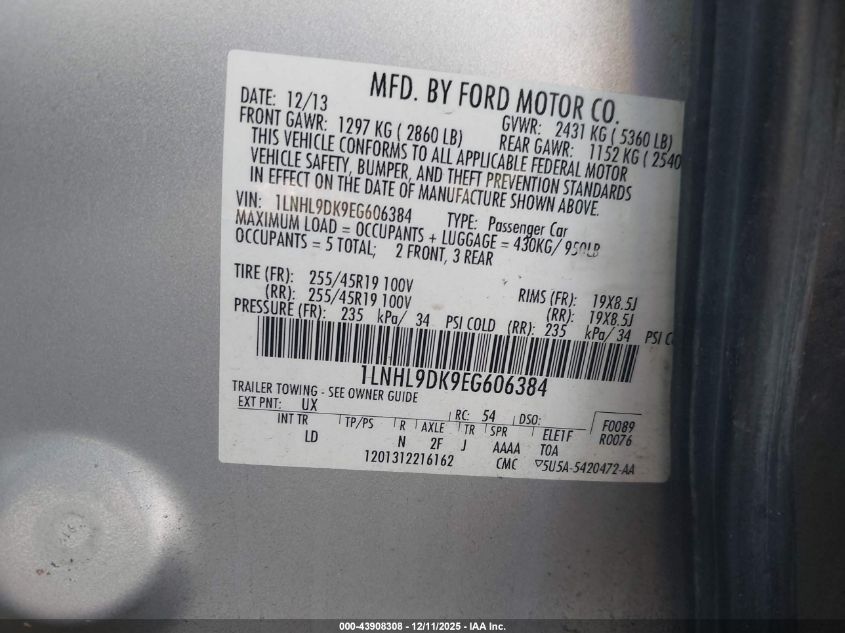 MFD. BY FORD MOTOR CO.
DATE: 12/13 GVWR: 2431 KG ( 5360 LB)
FRONT GAWR: 1297 KG ( 2860 LB) REAR GAWR: 1152 KG ( 2540
THIS VEHICLE CONFORMS TO ALL APPLICABLE FEDERAL MOTOR
VEHICLE SAFETY, BUMPER, AND THEFT PREVENTION STANDARDS
IN EFFECT ON THE DATE OF MANUFACTURE SHOWN ABOVE.
VIN: 1LNHL9DK9EG606384 TYPE: Passenger Car
MAXIMUM LOAD = OCCUPANTS + LUGGAGE = 430KG/ 950LB
OCCUPANTS = 5 TOTAL; 2 FRONT, 3 REAR
TIRE (FR): 255/45R19 100V RIMS (FR): 19X8.5J
(RR): 255/45R19 100V (RR): 19X8.5J
PRESSURE (FR): 235 kPa/ 34 PSI COLD (RR): 235 kPa/ 34 PSI C
1LNHL9DK9EG606384
TRAILER TOWING - SEE OWNER GUIDE
EXT PNT: UX RC: 54 DSO: F0089
INT TR TP/PS R AXLE TR SPR ELE1F R0076
LD N 2F J AAAA TOA
1201312216162 CMC ▽5U5A-5420472-AA
000-43908308 - 12/11/2025 - IAA Inc.